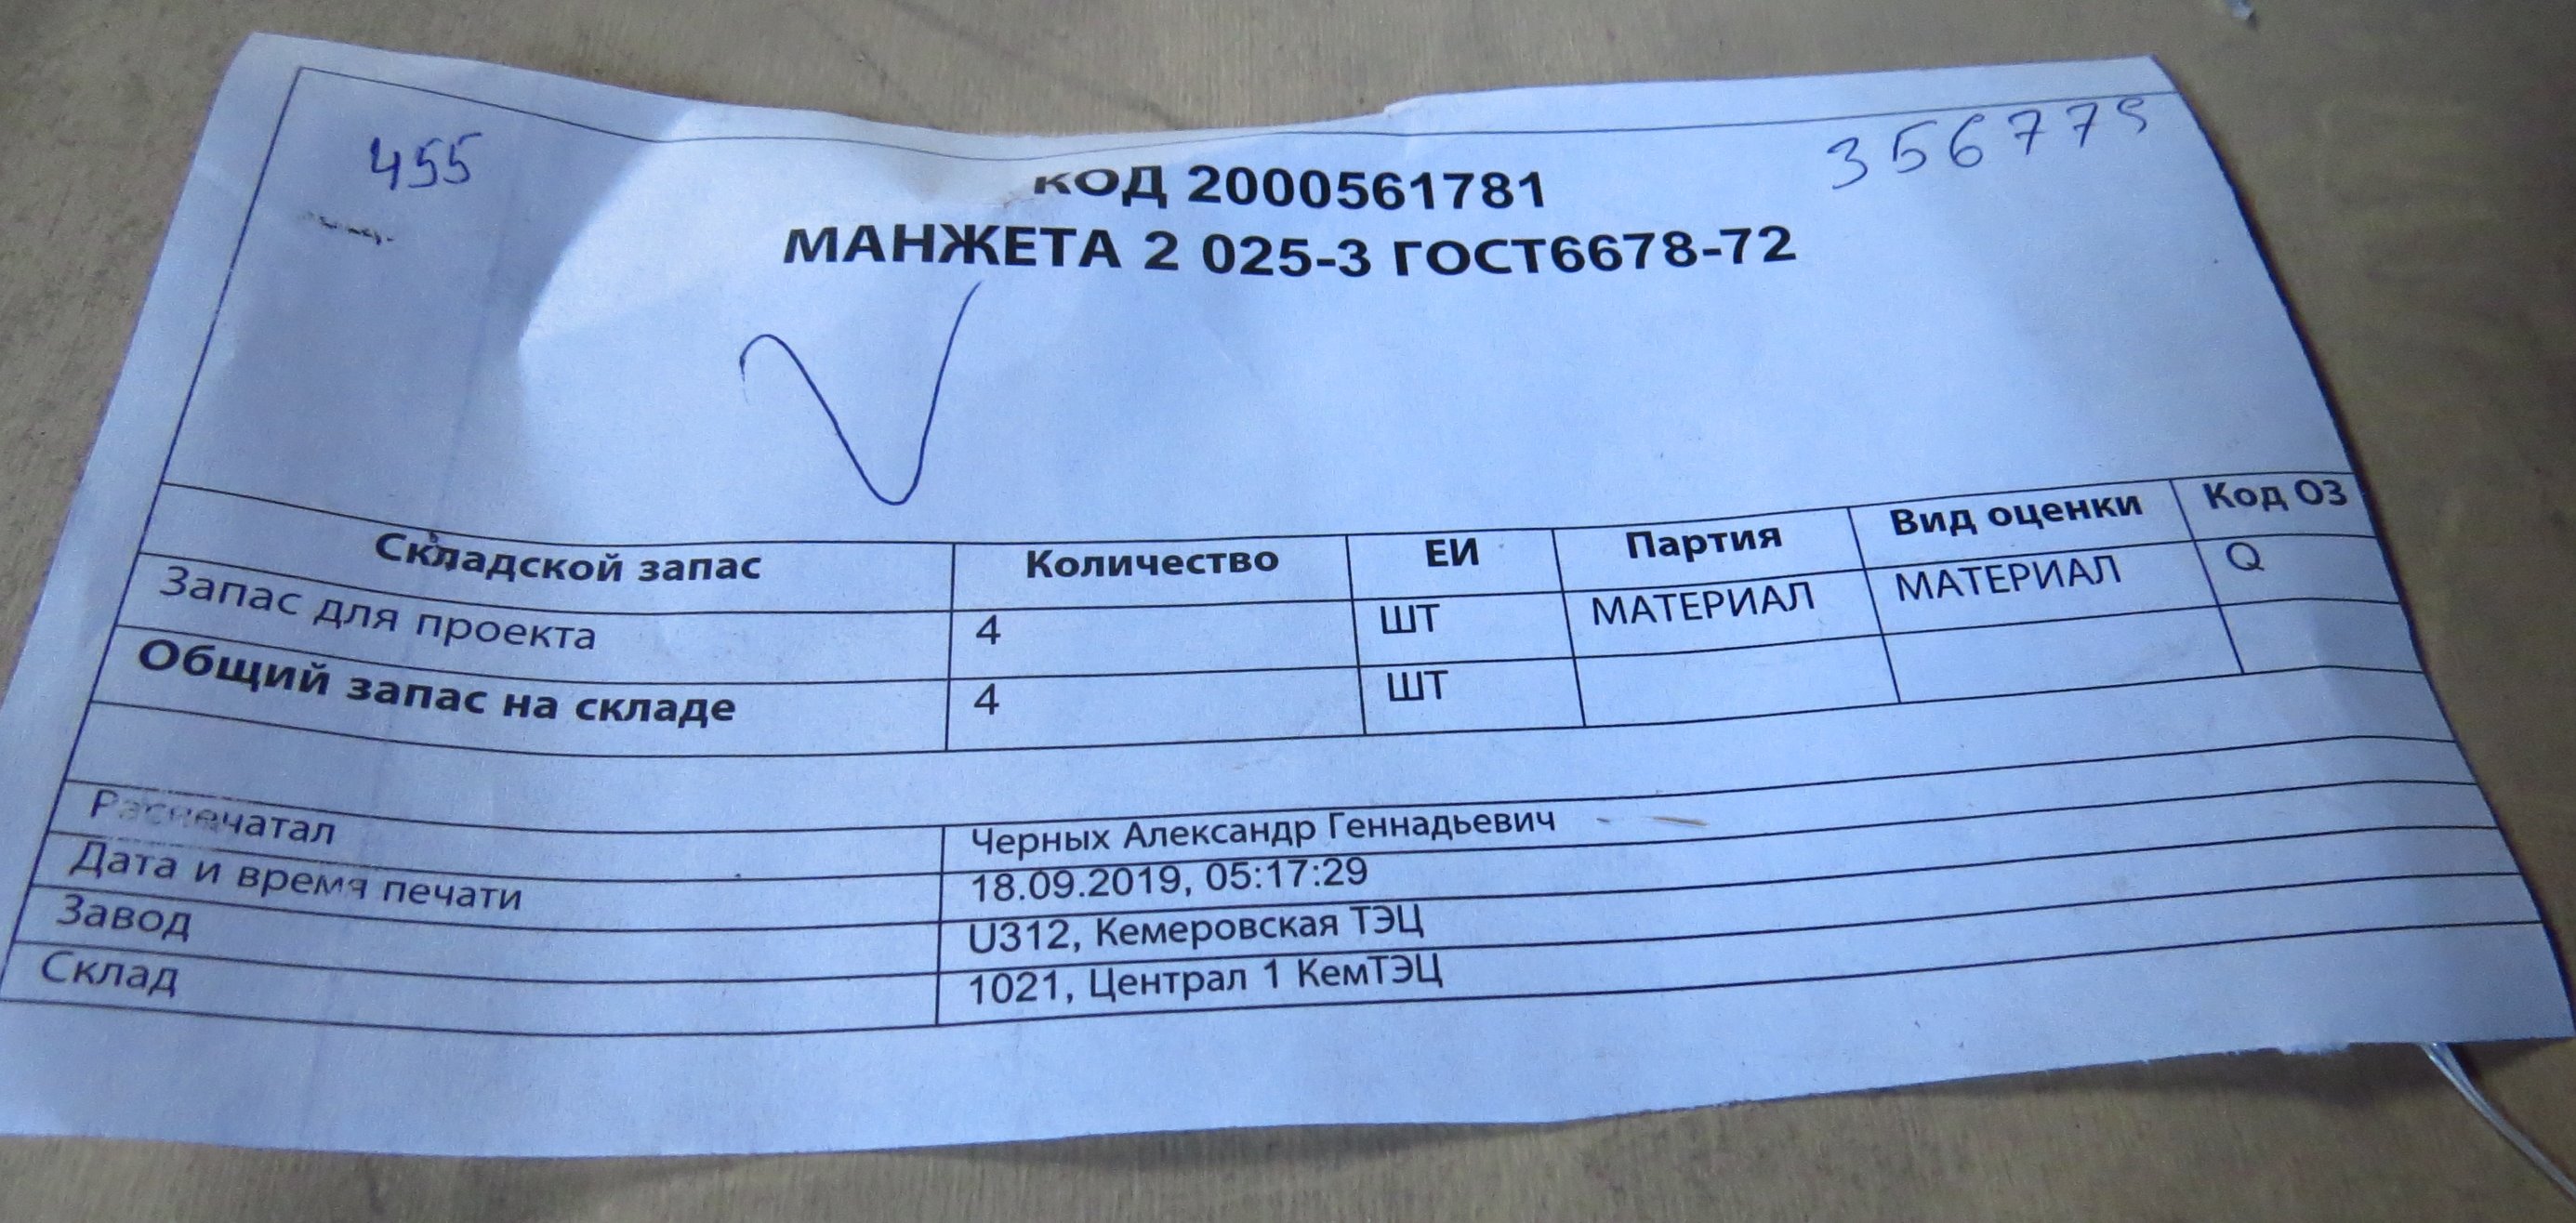 455
356779
КОД 2000561781
МАНЖЕТА 2 025-3 ГОСТ6678-72
Складской запас Количество ЕИ Партия Вид оценки Код ОЗ
Запас для проекта 4 ШТ МАТЕРИАЛ МАТЕРИАЛ Q
Общий запас на складе 4 ШТ
Распечатал Черных Александр Геннадьевич
Дата и время печати 18.09.2019, 05:17:29
Завод U312, Кемеровская ТЭЦ
Склад 1021, Централ 1 КемТЭЦ